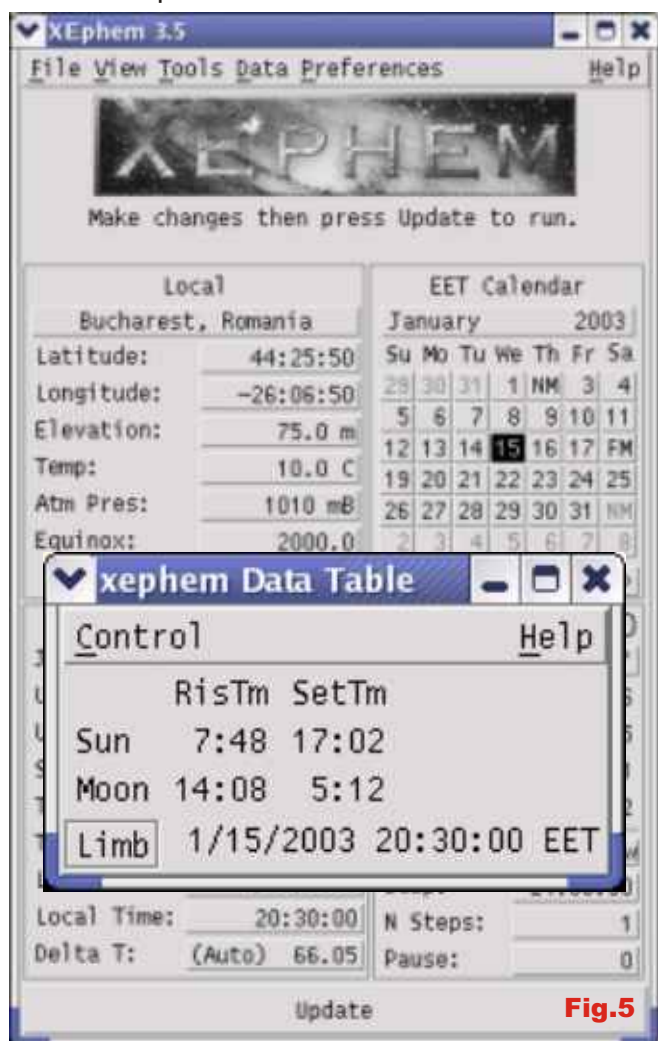 XEphem 3.5
File View Tools Data Preferences Help
XEPHEM
Make changes then press Update to run.
Local
Bucharest, Romania
Latitude: 44:25:50
Longitude: -26:06:50
Elevation: 75.0 m
Temp: 10.0 C
Atm Pres: 1010 mB
Equinox: 2000.0
EET Calendar
January 2003
Su Mo Tu We Th Fr Sa
29 30 31 1 NM 3 4
5 6 7 8 9 10 11
12 13 14 15 16 17 FM
19 20 21 22 23 24 25
26 27 28 29 30 31 NM
2 3 4 5 6 7 8
xephem Data Table
Control Help
RisTm SetTm
Sun 7:48 17:02
Moon 14:08 5:12
Limb 1/15/2003 20:30:00 EET
Local Time: 20:30:00
Delta T: (Auto) 66.05
N Steps: 1
Pause: 0
Update
Fig.5